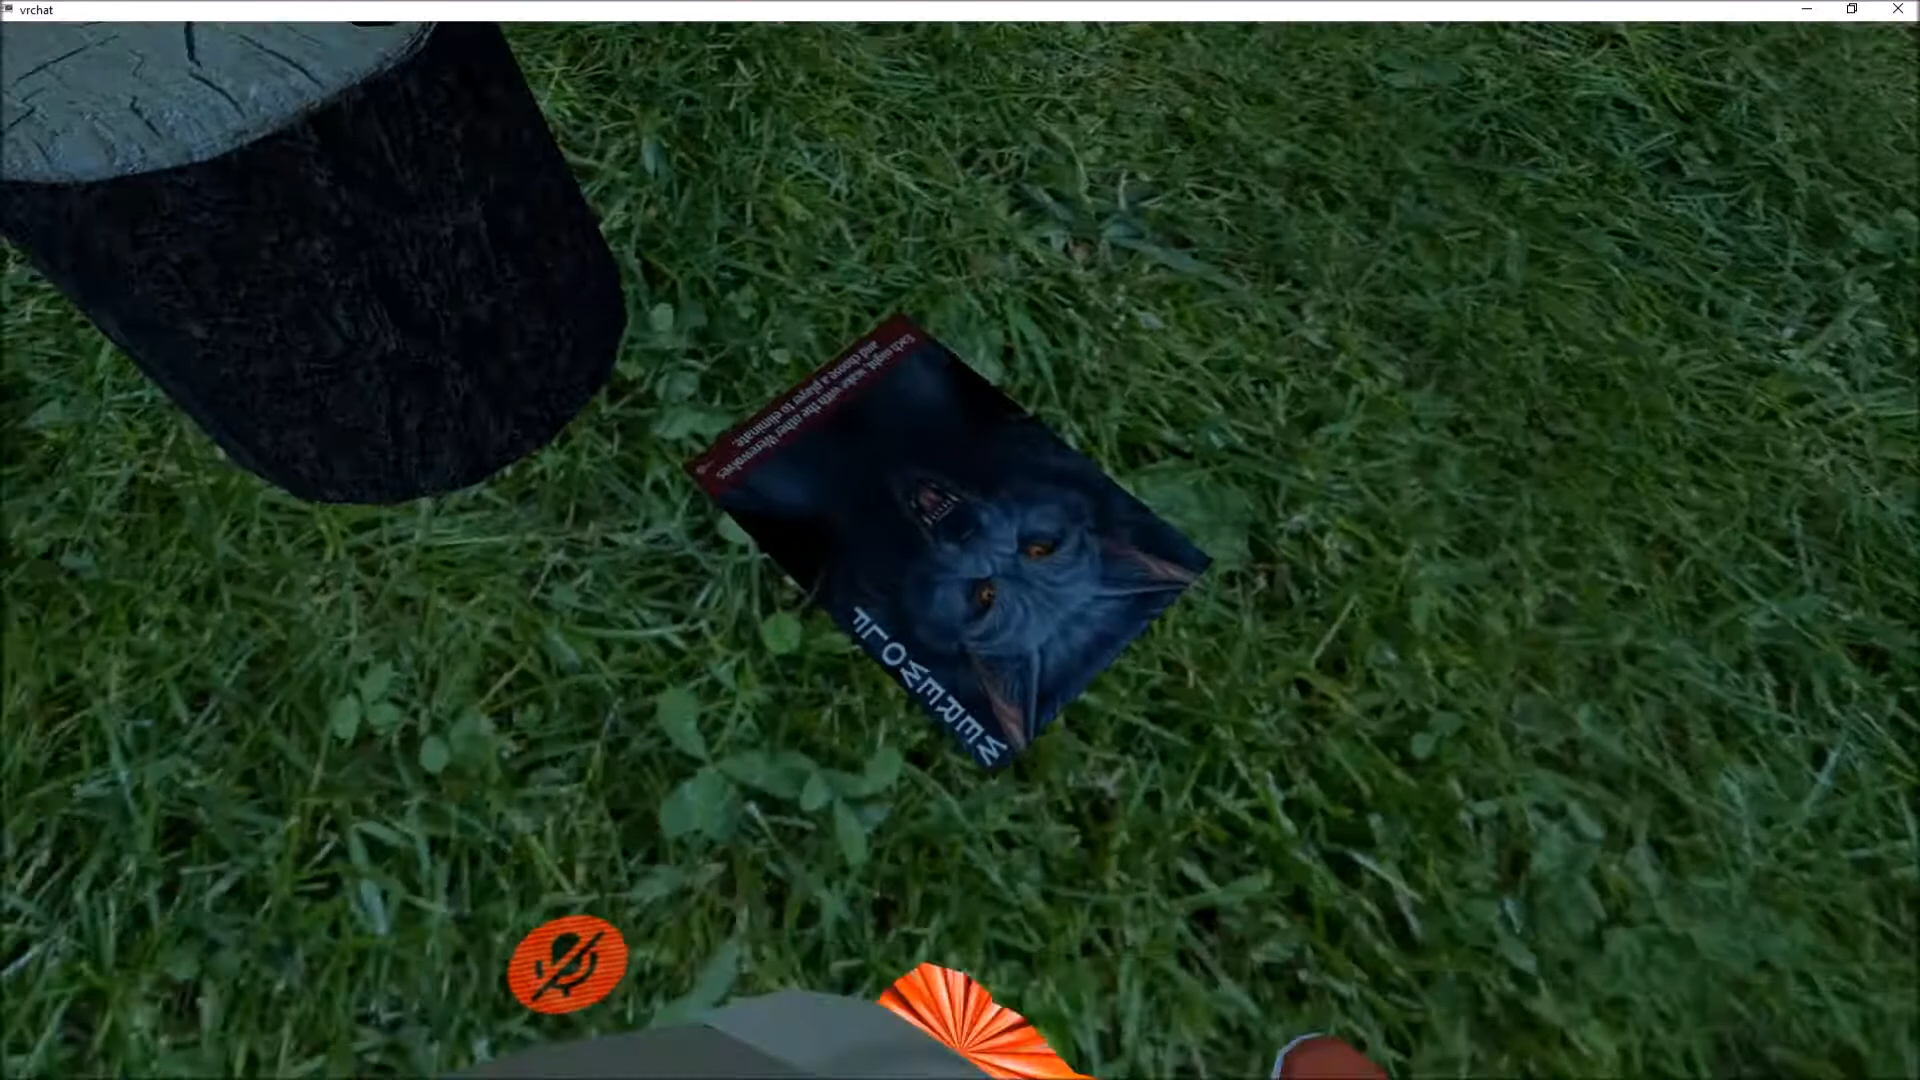 vrchat
WEREWOLF
Each night, wake with the other Werewolves
and choose a player to eliminate.